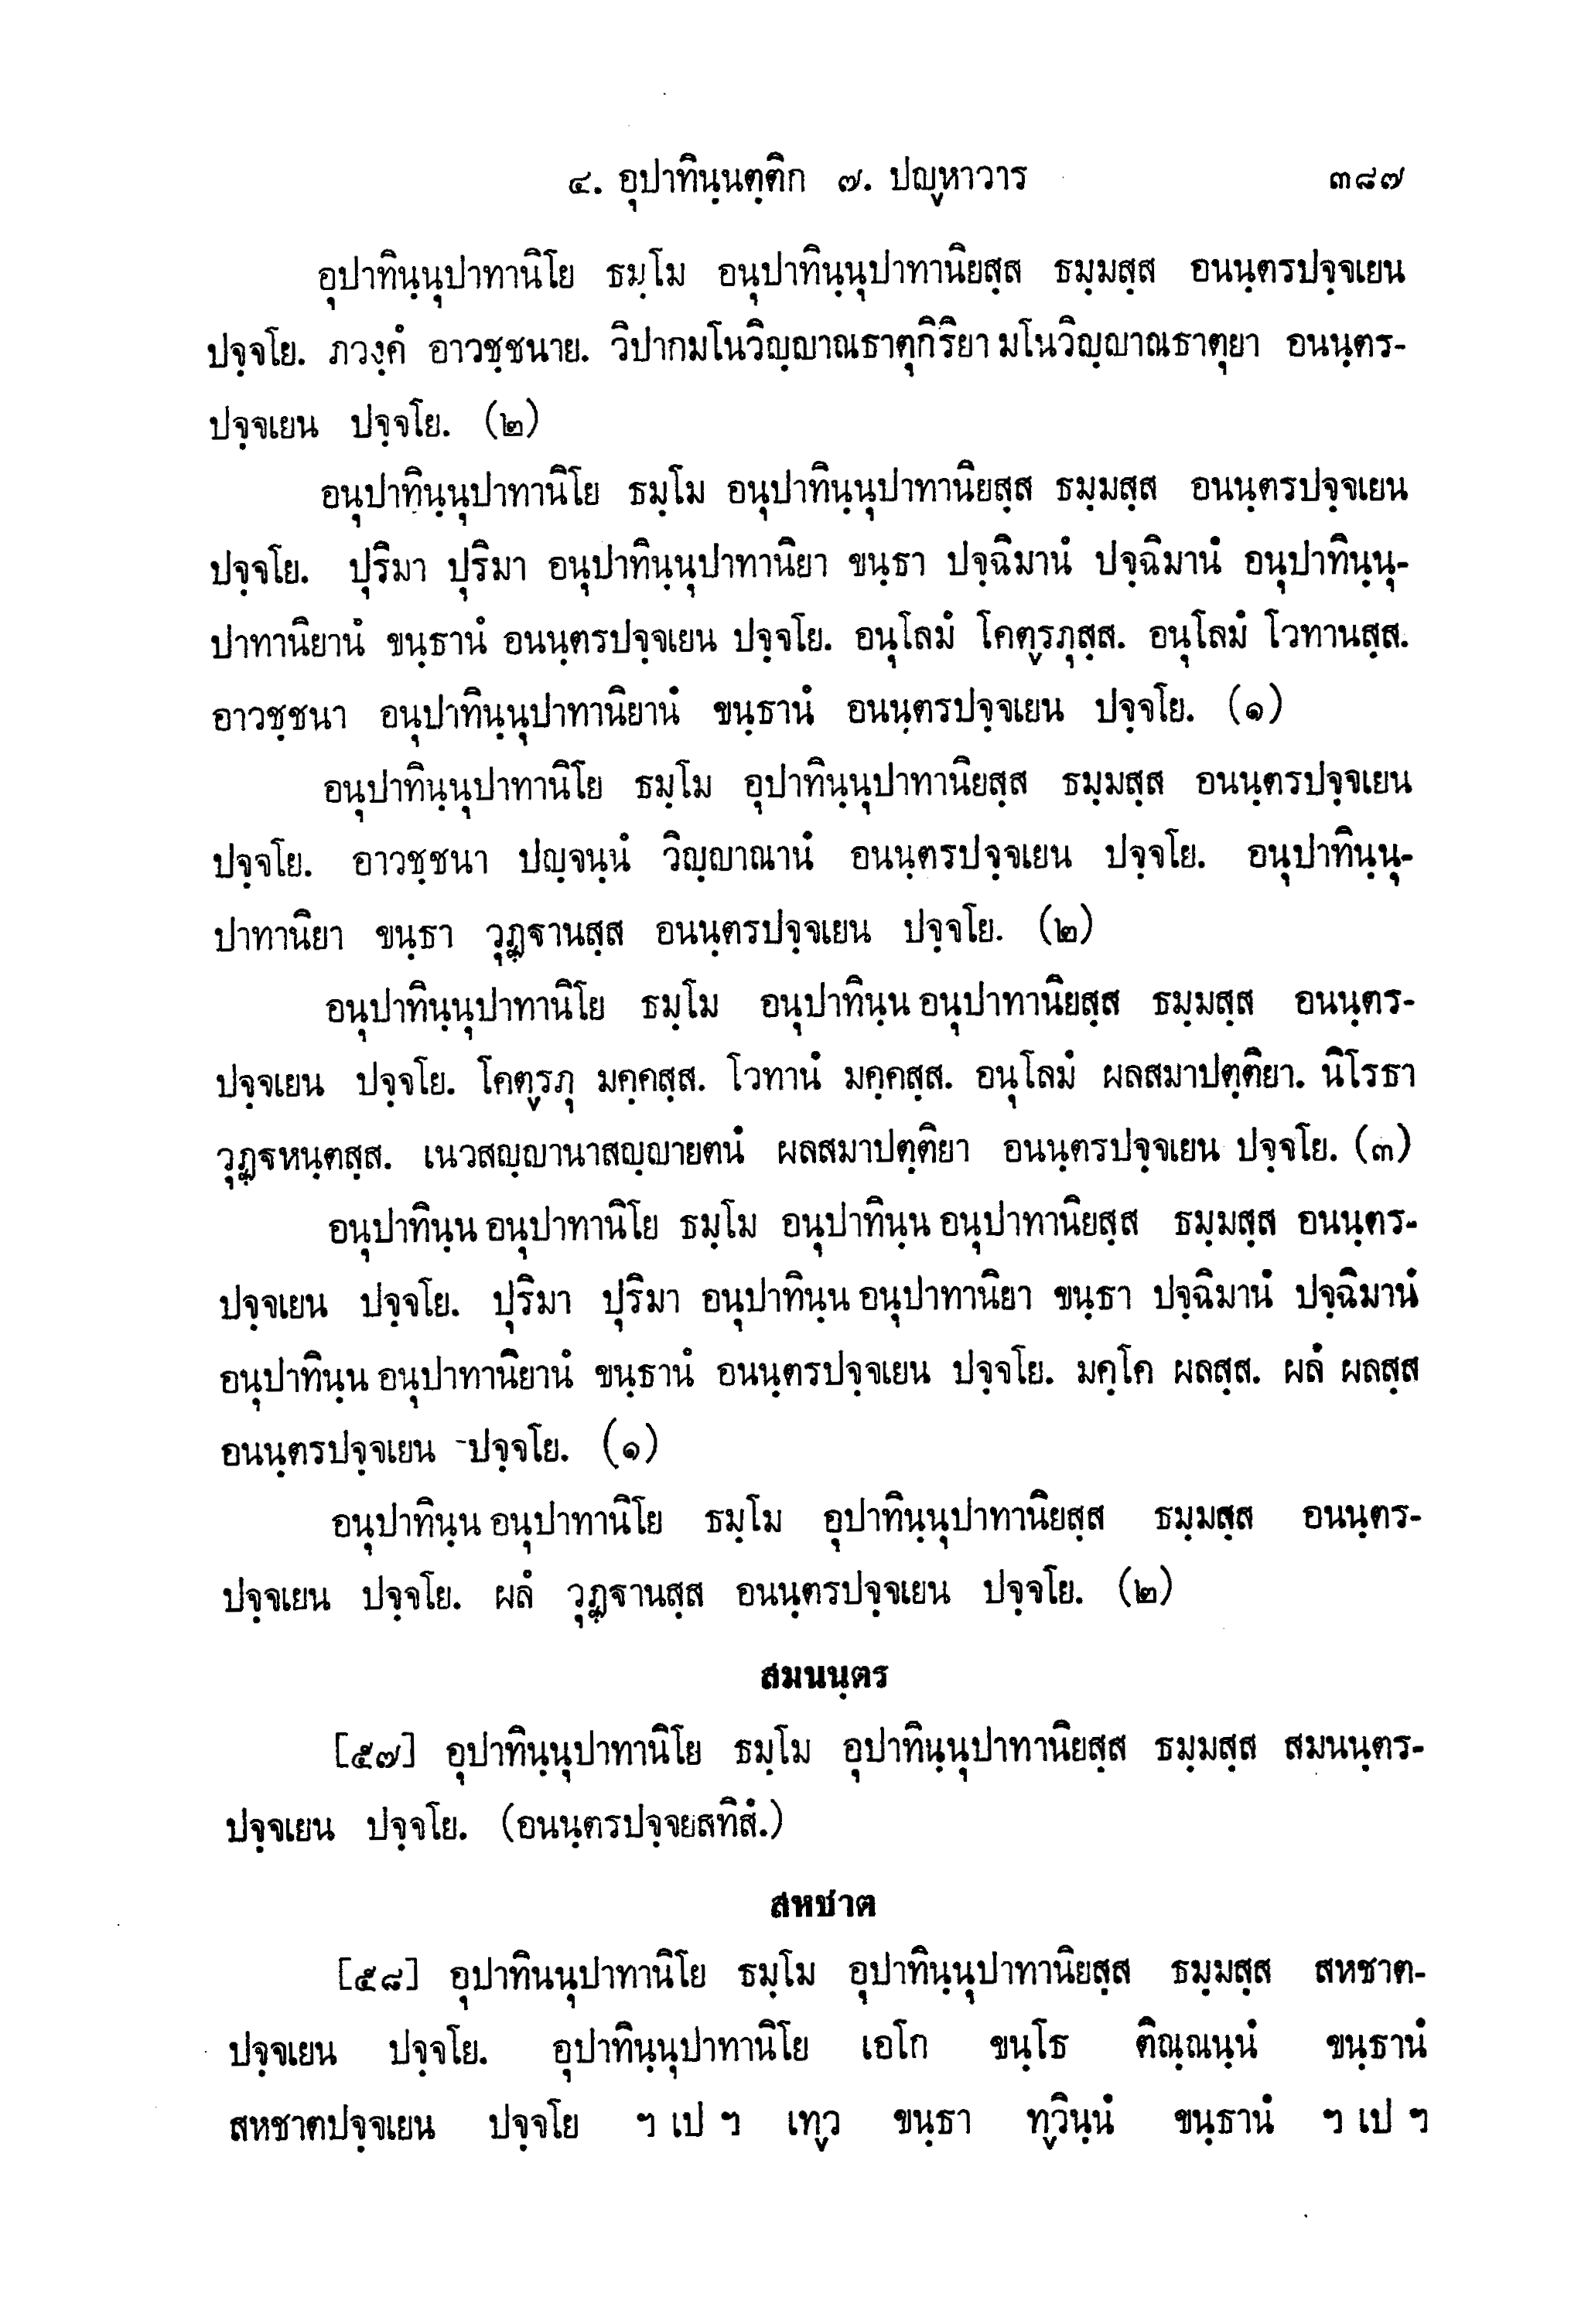 ๔. อุปาทินฺนตฺติก ๗. ปญฺหาวาร ๓๘๗
อุปาทินฺนุปาทานิโย ธมฺโม อนุปาทินฺนุปาทานิยสฺส ธมฺมสฺส อนนฺตรปจฺจเยน
ปจฺจโย. ภวงฺคํ อาวชฺชนาย. วิปากมโนวิญฺญาณธาตุกิริยา มโนวิญฺญาณธาตุยา อนนฺตร-
ปจฺจเยน ปจฺจโย. (๒)
อนุปาทินฺนุปาทานิโย ธมฺโม อนุปาทินฺนุปาทานิยสฺส ธมฺมสฺส อนนฺตรปจฺจเยน
ปจฺจโย. ปุริมา ปุริมา อนุปาทินฺนุปาทานิยา ขนฺธา ปจฺฉิมานํ ปจฺฉิมานํ อนุปาทินฺนุ-
ปาทานิยานํ ขนฺธานํ อนนฺตรปจฺจเยน ปจฺจโย. อนุโลมํ โคตฺรภุสฺส. อนุโลมํ โวทานสฺส.
อาวชฺชนา อนุปาทินฺนุปาทานิยานํ ขนฺธานํ อนนฺตรปจฺจเยน ปจฺจโย. (๑)
อนุปาทินฺนุปาทานิโย ธมฺโม อุปาทินฺนุปาทานิยสฺส ธมฺมสฺส อนนฺตรปจฺจเยน
ปจฺจโย. อาวชฺชนา ปญฺจนฺนํ วิญฺญาณานํ อนนฺตรปจฺจเยน ปจฺจโย. อนุปาทินฺนุ-
ปาทานิยา ขนฺธา วุฏฺฐานสฺส อนนฺตรปจฺจเยน ปจฺจโย. (๒)
อนุปาทินฺนุปาทานิโย ธมฺโม อนุปาทินฺน อนุปาทานิยสฺส ธมฺมสฺส อนนฺตร-
ปจฺจเยน ปจฺจโย. โคตฺรภุ มคฺคสฺส. โวทานํ มคฺคสฺส. อนุโลมํ ผลสมาปตฺติยา. นิโรธา
วุฏฺฐหนฺตสฺส. เนวสญฺญานาสญฺญายตนํ ผลสมาปตฺติยา อนนฺตรปจฺจเยน ปจฺจโย. (๓)
อนุปาทินฺน อนุปาทานิโย ธมฺโม อนุปาทินฺน อนุปาทานิยสฺส ธมฺมสฺส อนนฺตร-
ปจฺจเยน ปจฺจโย. ปุริมา ปุริมา อนุปาทินฺน อนุปาทานิยา ขนฺธา ปจฺฉิมานํ ปจฺฉิมานํ
อนุปาทินฺน อนุปาทานิยานํ ขนฺธานํ อนนฺตรปจฺจเยน ปจฺจโย. มคฺโค ผลสฺส. ผลํ ผลสฺส
อนนฺตรปจฺจเยน ปจฺจโย. (๑)
อนุปาทินฺน อนุปาทานิโย ธมฺโม อุปาทินฺนุปาทานิยสฺส ธมฺมสฺส อนนฺตร-
ปจฺจเยน ปจฺจโย. ผลํ วุฏฺฐานสฺส อนนฺตรปจฺจเยน ปจฺจโย. (๒)
สมนนฺตร
[๕๗] อุปาทินฺนุปาทานิโย ธมฺโม อุปาทินฺนุปาทานิยสฺส ธมฺมสฺส สมนนฺตร-
ปจฺจเยน ปจฺจโย. (อนนฺตรปจฺจยสทิสํ.)
สหชาต
[๕๘] อุปาทินนุปาทานิโย ธมฺโม อุปาทินฺนุปาทานิยสฺส ธมฺมสฺส สหชาต-
ปจฺจเยน ปจฺจโย. อุปาทินฺนุปาทานิโย เอโก ขนฺโธ ติณฺณนฺนํ ขนฺธานํ
สหชาตปจฺจเยน ปจฺจโย ฯ เป ฯ เทฺว ขนฺธา ทฺวินฺนํ ขนฺธานํ ฯ เป ฯ